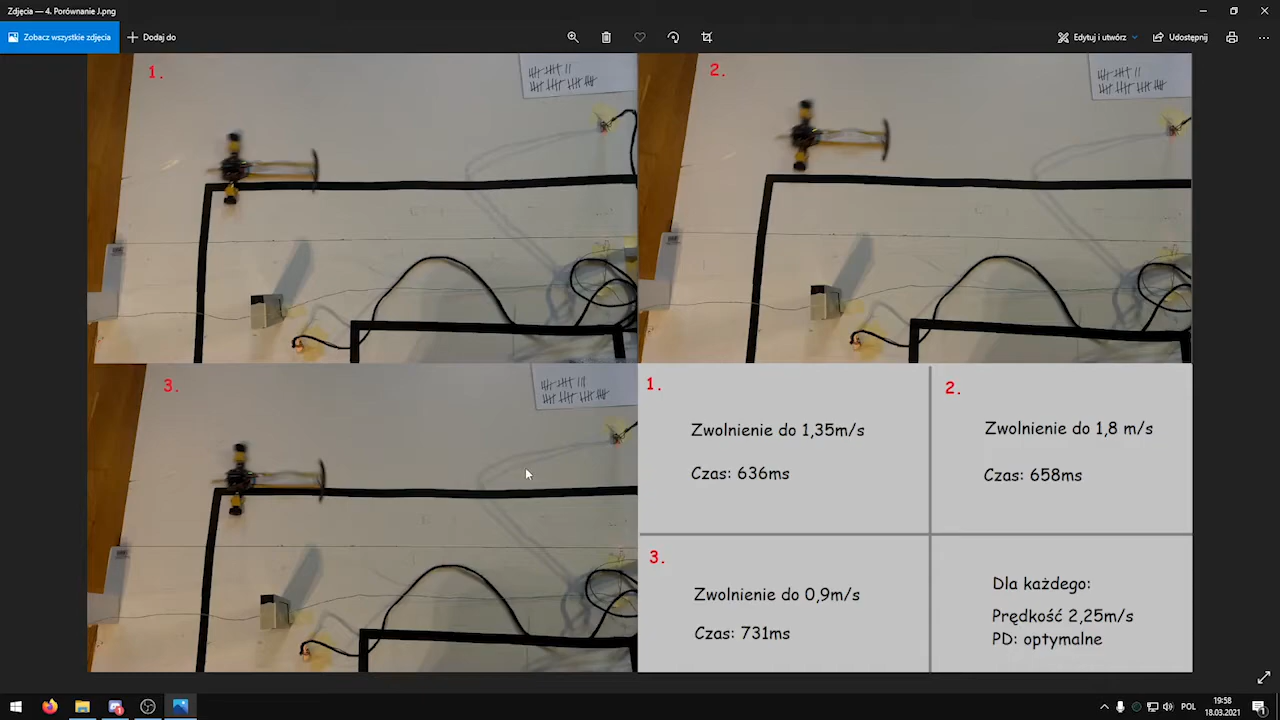 Zdjęcia — 4. Porównanie J.png
Zobacz wszystkie zdjęcia
Dodaj do
Edytuj i utwórz
Udostępnij
1.
2.
3.
1.
Zwolnienie do 1,35m/s
Czas: 636ms
2.
Zwolnienie do 1,8 m/s
Czas: 658ms
3.
Zwolnienie do 0,9m/s
Czas: 731ms
Dla każdego:
Prędkość 2,25m/s
PD: optymalne
POL
19:58
18.03.2021